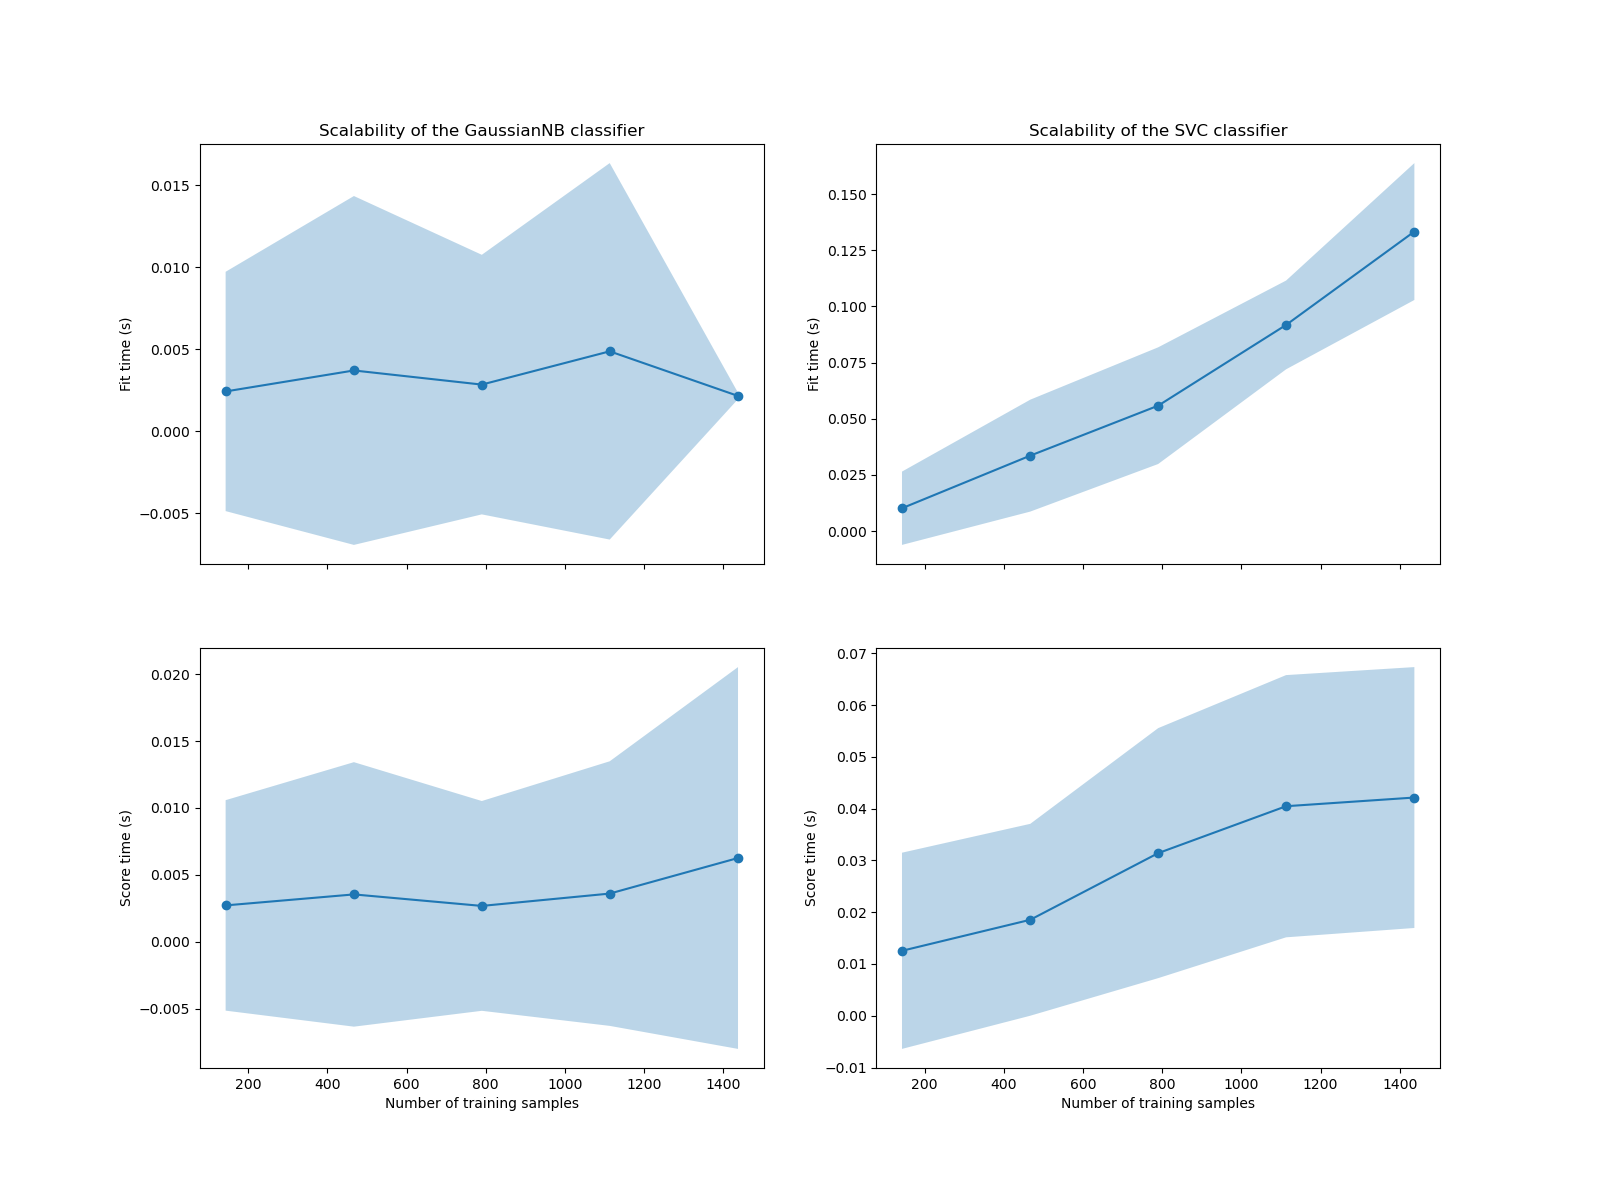 Scalability of the GaussianNB classifier
Fit time (s)
0.015
0.010
0.005
0.000
−0.005
Scalability of the SVC classifier
Fit time (s)
0.150
0.125
0.100
0.075
0.050
0.025
0.000
Score time (s)
0.020
0.015
0.010
0.005
0.000
−0.005
200 400 600 800 1000 1200 1400
Number of training samples
Score time (s)
0.07
0.06
0.05
0.04
0.03
0.02
0.01
0.00
−0.01
200 400 600 800 1000 1200 1400
Number of training samples